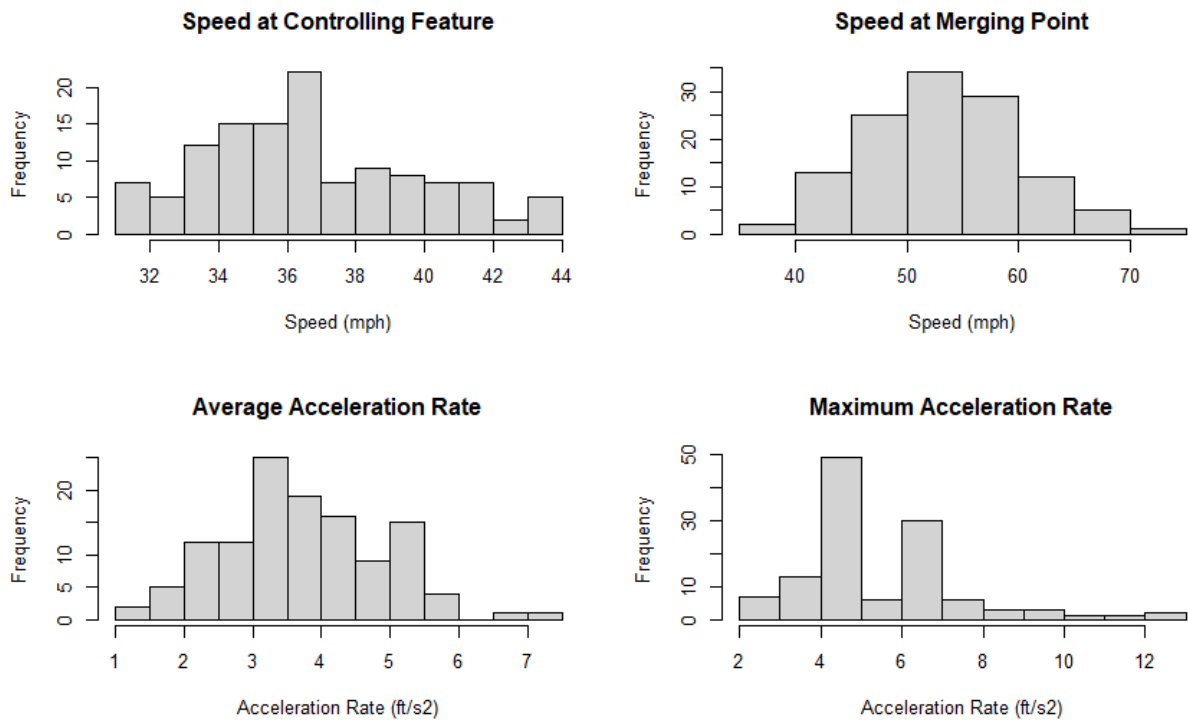 Speed at Controlling Feature
Frequency
0 5 10 15 20
32 34 36 38 40 42 44
Speed (mph)
Speed at Merging Point
Frequency
0 10 20 30
40 50 60 70
Speed (mph)
Average Acceleration Rate
Frequency
0 5 10 20
1 2 3 4 5 6 7
Acceleration Rate (ft/s2)
Maximum Acceleration Rate
Frequency
0 10 30 50
2 4 6 8 10 12
Acceleration Rate (ft/s2)